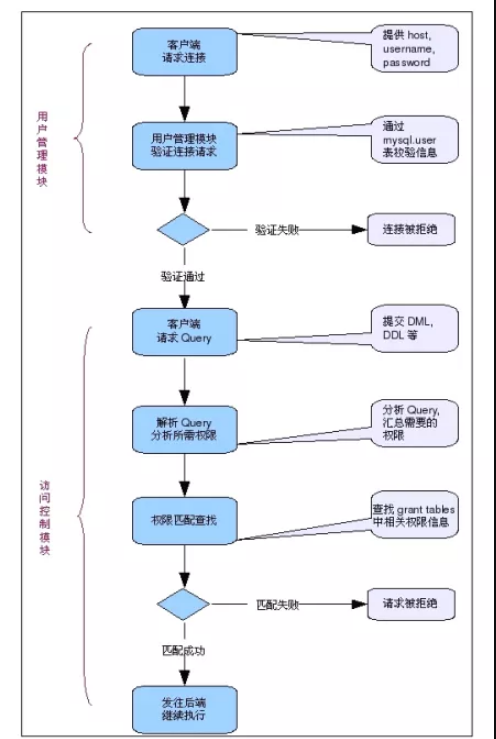 客户端
请求连接
提供 host,
username,
password
用户管理模块
用户管理模块
验证连接请求
通过
mysql.user
表校验信息
验证失败
连接被拒绝
验证通过
客户端
请求 Query
提交 DML,
DDL 等
解析 Query
分析所需权限
分析 Query,
汇总需要的
权限
访问控制模块
权限匹配查找
查找 grant tables
中相关权限信息
匹配失败
请求被拒绝
匹配成功
发往后端
继续执行